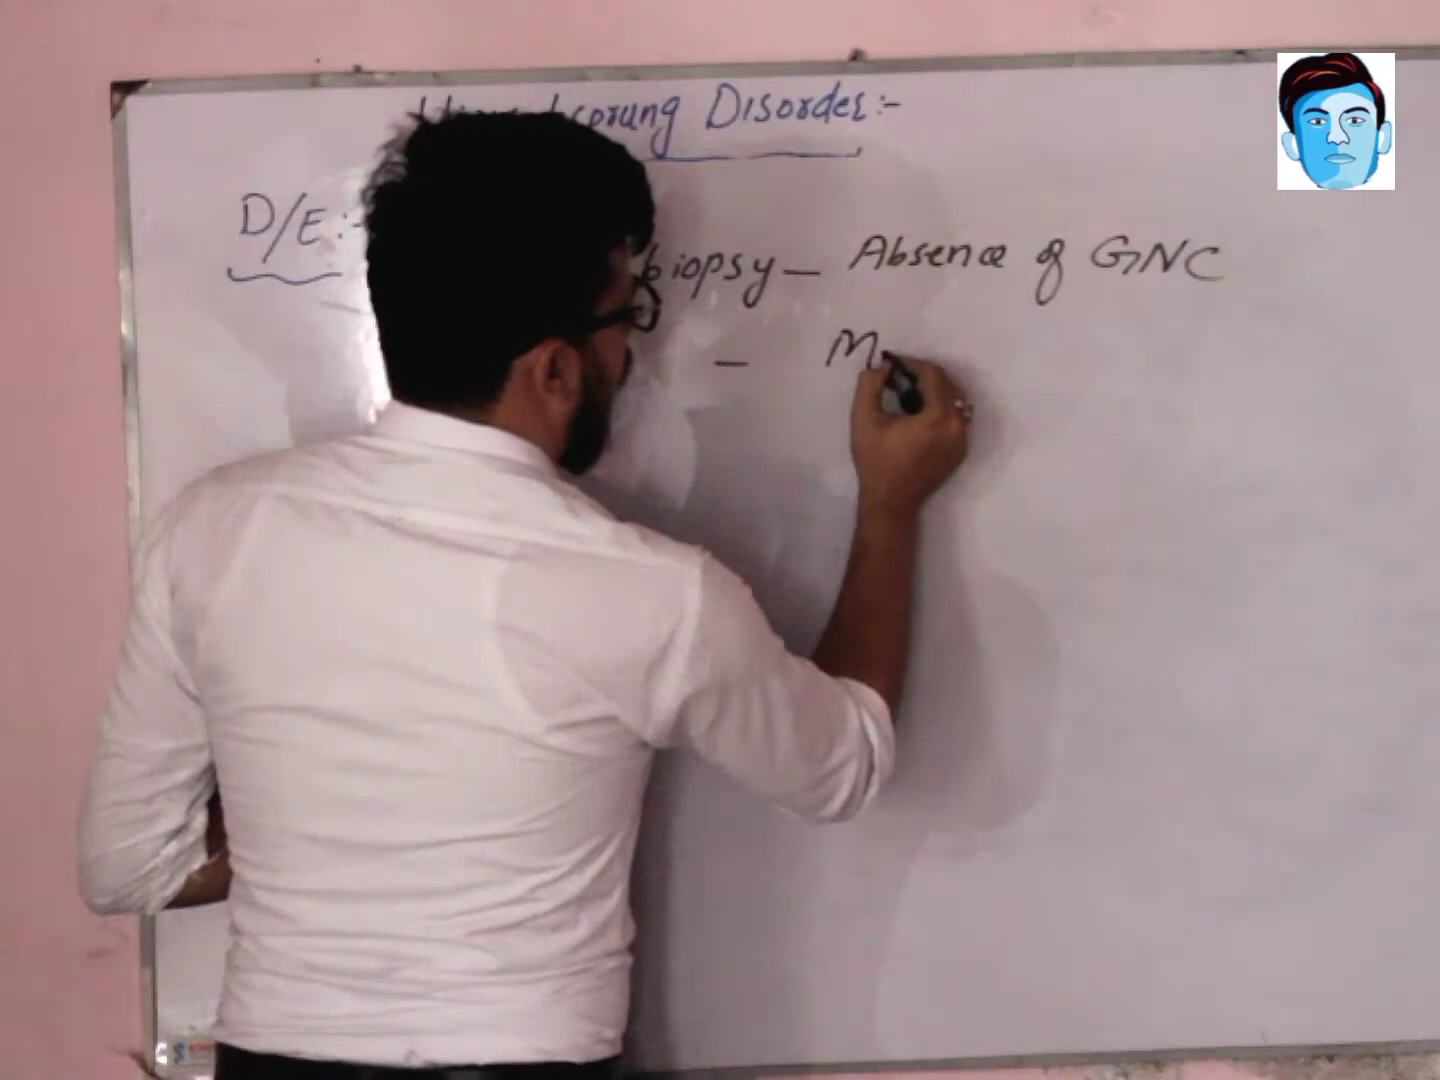 Disorder:-
D/E:-
biopsy — Absence of GNC
— M